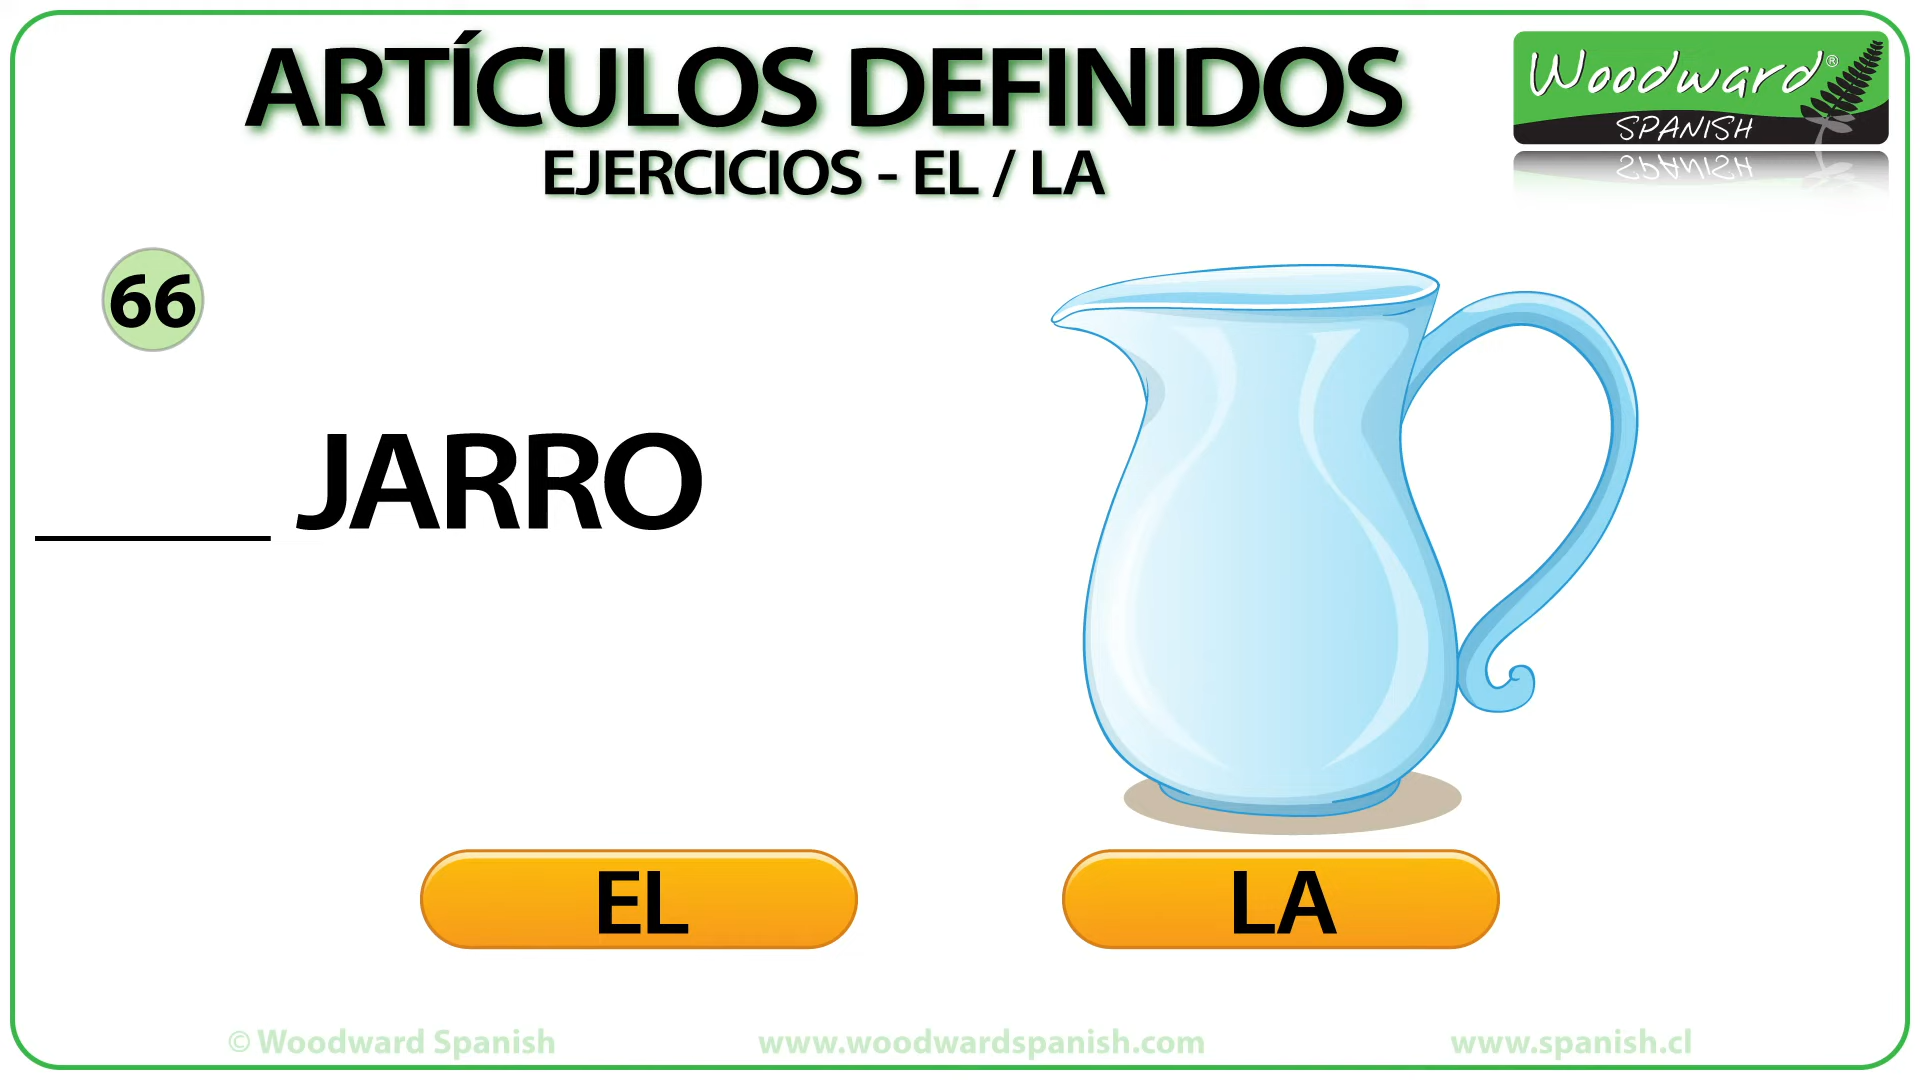 ARTÍCULOS DEFINIDOS
EJERCICIOS - EL / LA
Woodward®
SPANISH
66
_____ JARRO
EL
LA
© Woodward Spanish
www.woodwardspanish.com
www.spanish.cl